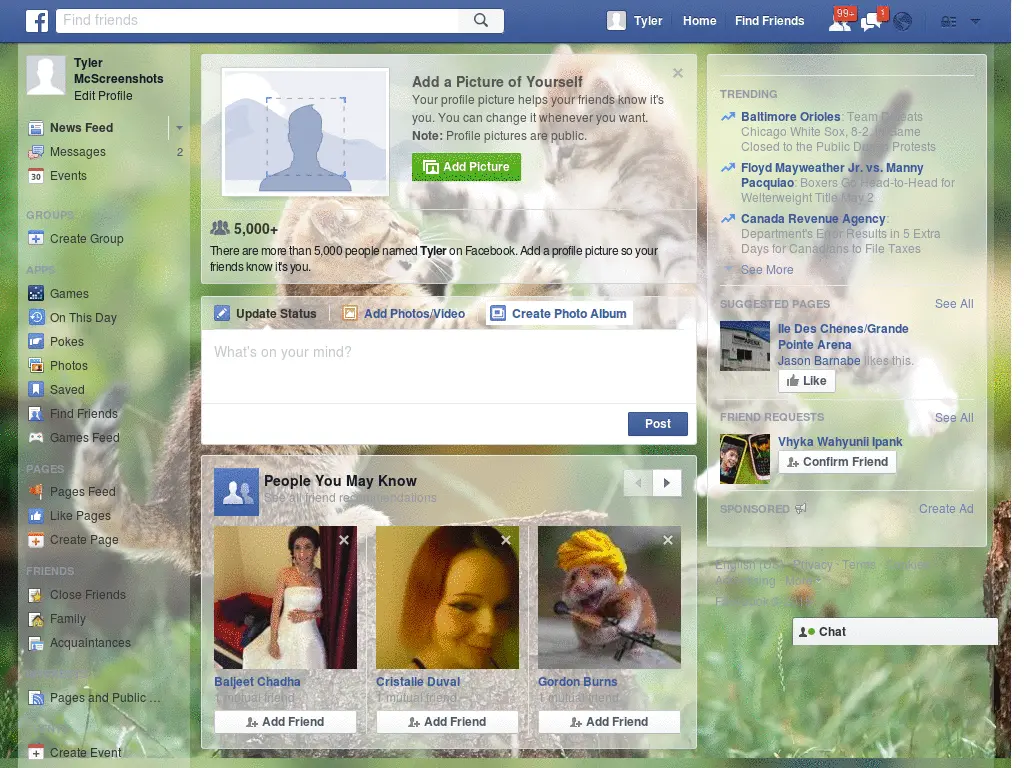 f
Find friends
Tyler
Home
Find Friends
99+
1
Tyler
McScreenshots
Edit Profile
News Feed
Messages 2
30 Events
GROUPS
Create Group
APPS
Games
On This Day
Pokes
Photos
Saved
Find Friends
Games Feed
PAGES
Pages Feed
Like Pages
Create Page
FRIENDS
Close Friends
Family
Acquaintances
Pages and Public ...
Create Event
Add a Picture of Yourself
Your profile picture helps your friends know it's
you. You can change it whenever you want.
Note: Profile pictures are public.
Add Picture
5,000+
There are more than 5,000 people named Tyler on Facebook. Add a profile picture so your
friends know it's you.
Update Status
Add Photos/Video
Create Photo Album
What's on your mind?
Post
People You May Know
See all friend recommendations
Baljeet Chadha
1 mutual friend
Add Friend
Cristalle Duval
1 mutual friend
Add Friend
Gordon Burns
1 mutual friend
Add Friend
TRENDING
Baltimore Orioles: Team Defeats
Chicago White Sox, 8-2, in Game
Closed to the Public During Protests
Floyd Mayweather Jr. vs. Manny
Pacquiao: Boxers Go Head-to-Head for
Welterweight Title May 2
Canada Revenue Agency:
Department's Error Results in 5 Extra
Days for Canadians to File Taxes
See More
SUGGESTED PAGES See All
Ile Des Chenes/Grande
Pointe Arena
Jason Barnabe likes this.
Like
FRIEND REQUESTS See All
Vhyka Wahyunii Ipank
Confirm Friend
SPONSORED Create Ad
English (US) · Privacy · Terms · Cookies
Advertising · More
Chat